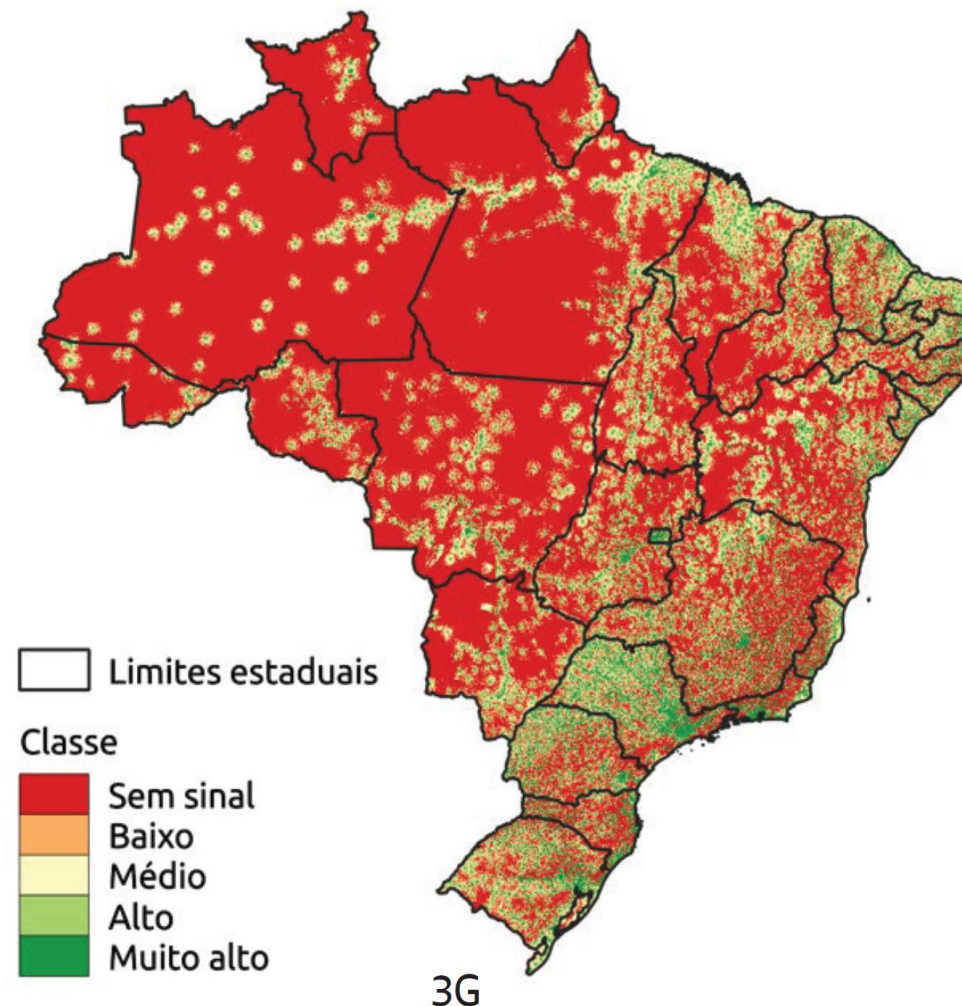 Limites estaduais
Classe
Sem sinal
Baixo
Médio
Alto
Muito alto
3G